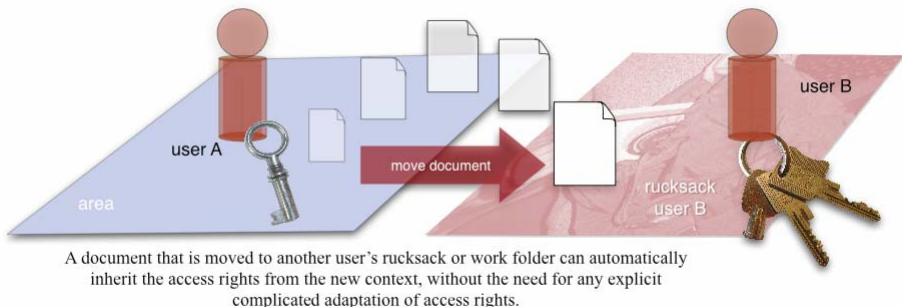 user B
user A
move document
area
rucksack
user B
A document that is moved to another user's rucksack or work folder can automatically
inherit the access rights from the new context, without the need for any explicit
complicated adaptation of access rights.